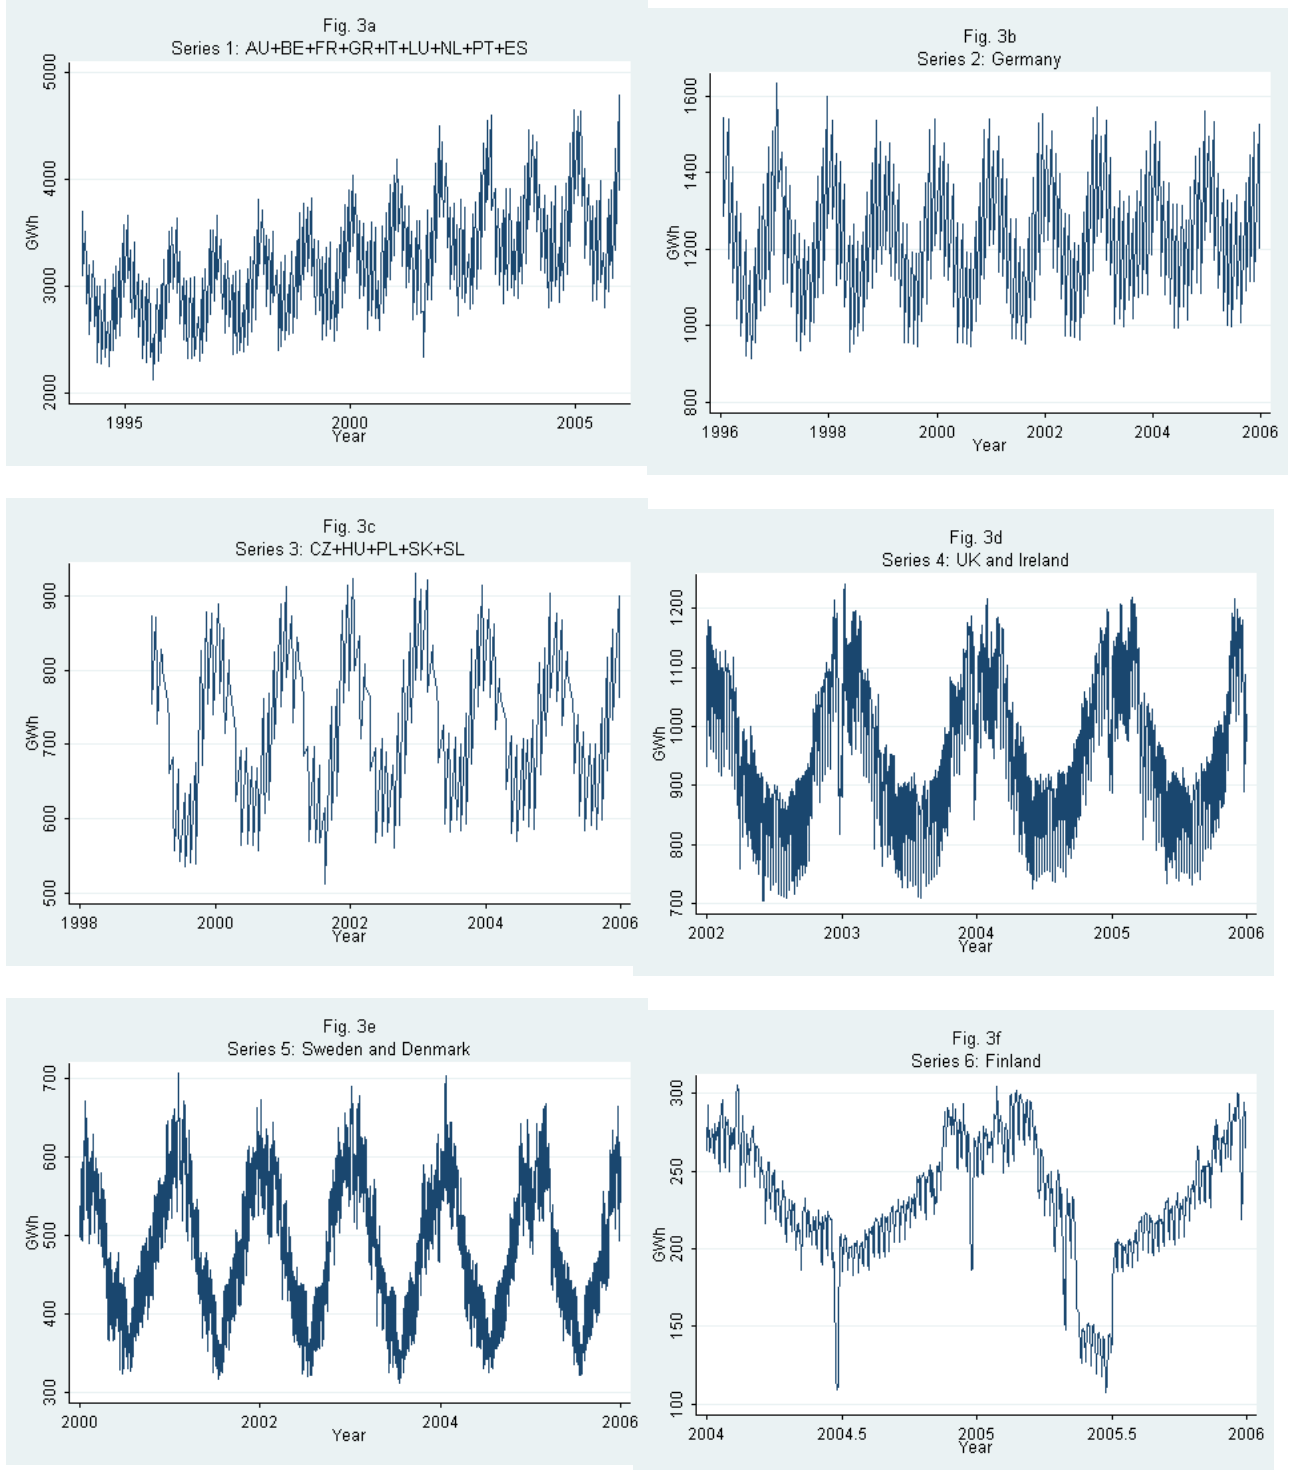 Fig. 3a
Series 1: AU+BE+FR+GR+IT+LU+NL+PT+ES
GWh
5000
4000
3000
2000
1995
2000
2005
Year
Fig. 3b
Series 2: Germany
GWh
1600
1400
1200
1000
800
1996
1998
2000
2002
2004
2006
Year
Fig. 3c
Series 3: CZ+HU+PL+SK+SL
GWh
900
800
700
600
500
1998
2000
2002
2004
2006
Year
Fig. 3d
Series 4: UK and Ireland
GWh
1200
1100
1000
900
800
700
2002
2003
2004
2005
2006
Year
Fig. 3e
Series 5: Sweden and Denmark
GWh
700
600
500
400
300
2000
2002
2004
2006
Year
Fig. 3f
Series 6: Finland
GWh
300
250
200
150
100
2004
2004.5
2005
2005.5
2006
Year